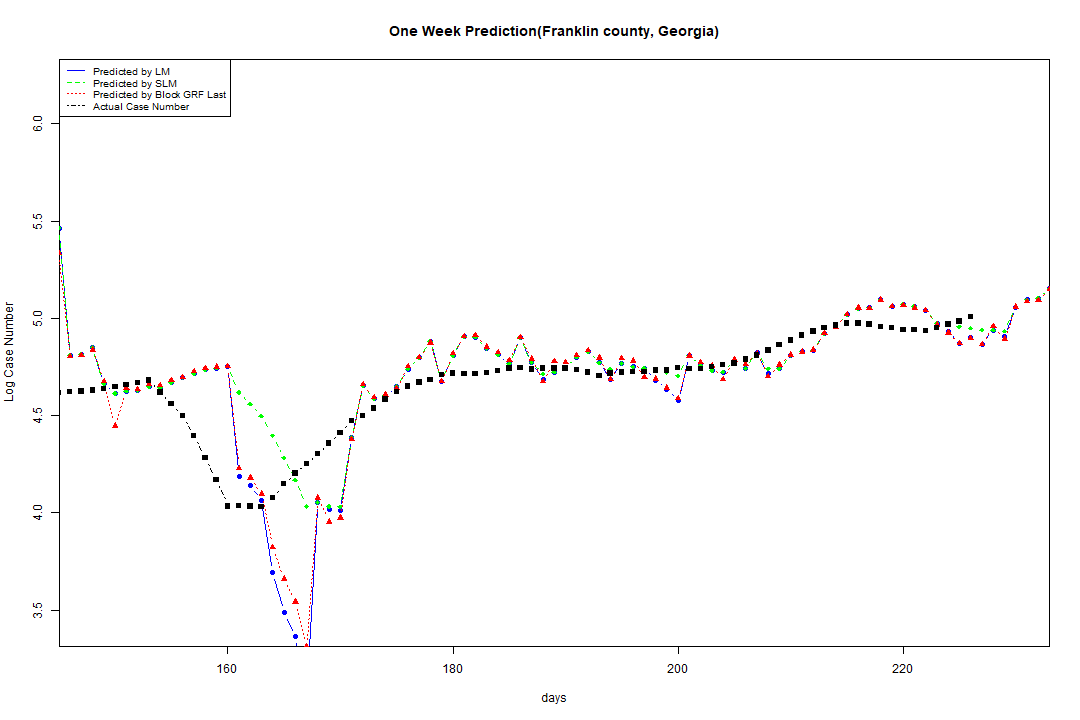 One Week Prediction(Franklin county, Georgia)
Predicted by LM
Predicted by SLM
Predicted by Block GRF Last
Actual Case Number
Log Case Number
6.0
5.5
5.0
4.5
4.0
3.5
160
180
200
220
days